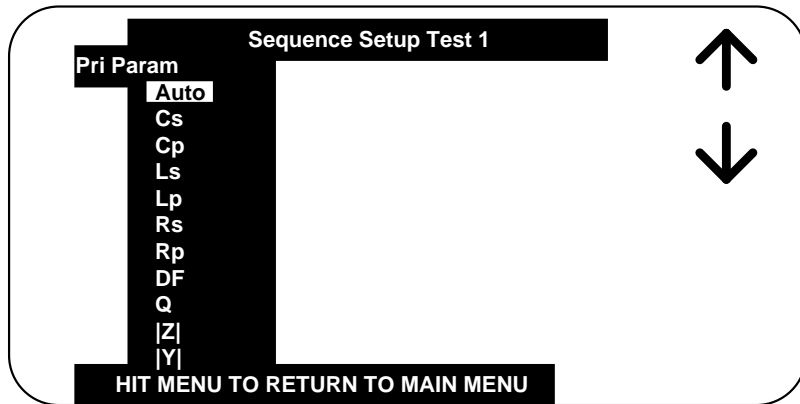 Sequence Setup Test 1
Pri Param
Auto
Cs
Cp
Ls
Lp
Rs
Rp
DF
Q
|Z|
|Y|
HIT MENU TO RETURN TO MAIN MENU